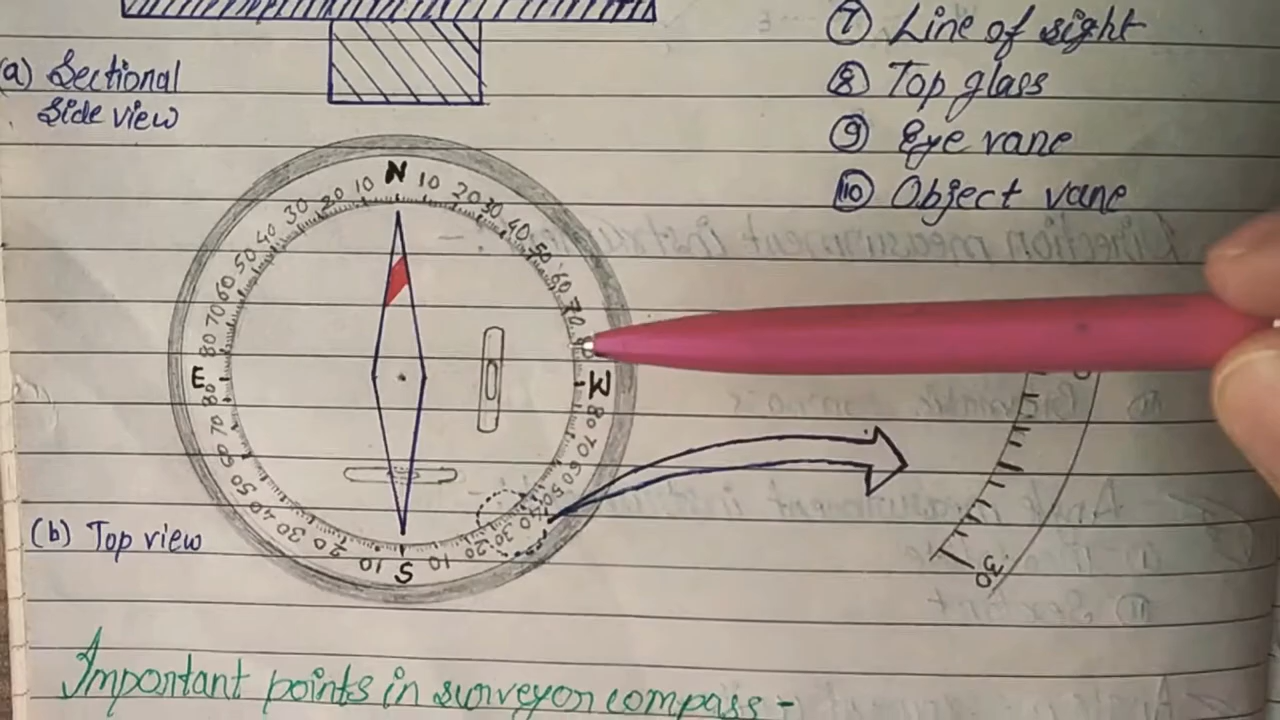 (a) Sectional
Side view
⑦ Line of sight
⑧ Top glass
⑨ Eye vane
⑩ Object vane
N
10 20 30 40 50 60 70 80
W
80 70 60 50 40 30 20 10
S
10 20 30 40 50 60 70 80
E
80 70 60 50 40 30 20 10
30
(b) Top view
Important points in surveyor compass -